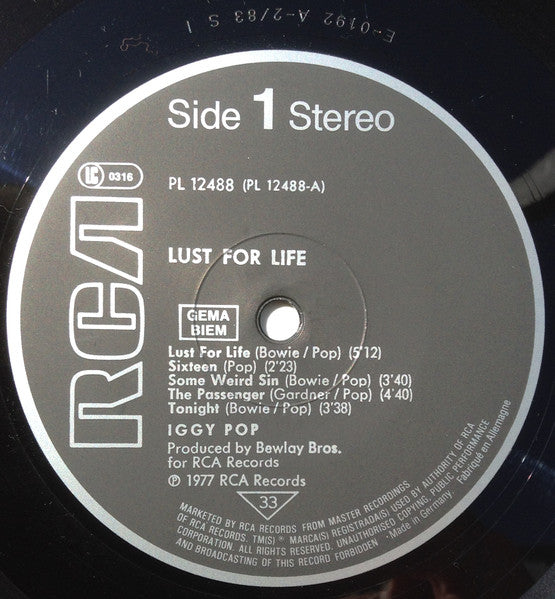 E-0192 A-2/83 S I
Side 1 Stereo
LC 0316
PL 12488 (PL 12488-A)
RCA
LUST FOR LIFE
GEMA
BIEM
Lust For Life (Bowie/Pop) (5'12)
Sixteen (Pop) (2'23)
Some Weird Sin (Bowie/Pop) (3'40)
The Passenger (Gardner/Pop) (4'40)
Tonight (Bowie/Pop) (3'38)
IGGY POP
Produced by Bewlay Bros.
for RCA Records
℗ 1977 RCA Records
33
MARKETED BY RCA RECORDS FROM MASTER RECORDINGS
OF RCA RECORDS. TM(S) ® MARCA(S) REGISTRADA(S) USED BY AUTHORITY OF RCA
CORPORATION. ALL RIGHTS RESERVED. UNAUTHORISED COPYING, PUBLIC PERFORMANCE
AND BROADCASTING OF THIS RECORD FORBIDDEN · Made in Germany. Fabriqué en Allemagne